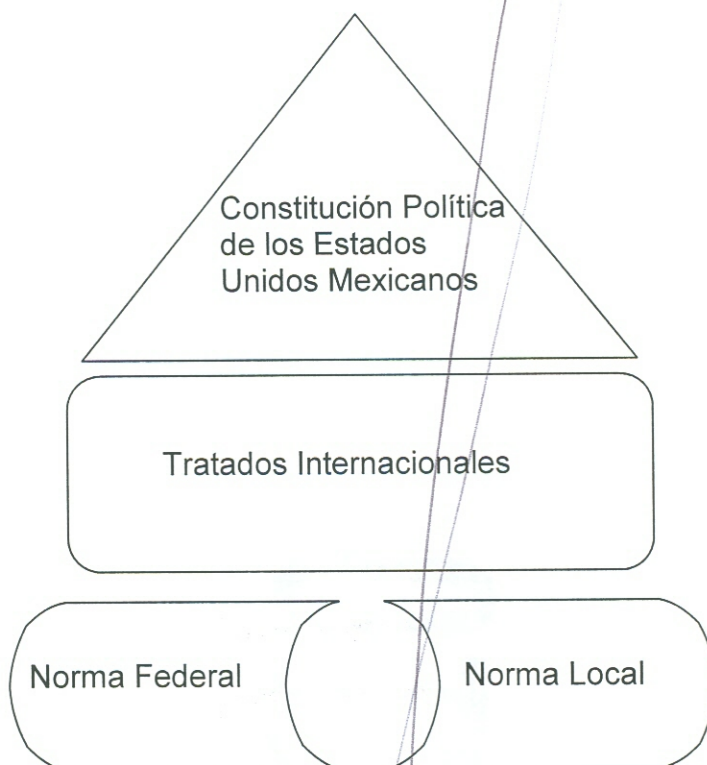 Constitución Política
de los Estados
Unidos Mexicanos
Tratados Internacionales
Norma Federal
Norma Local